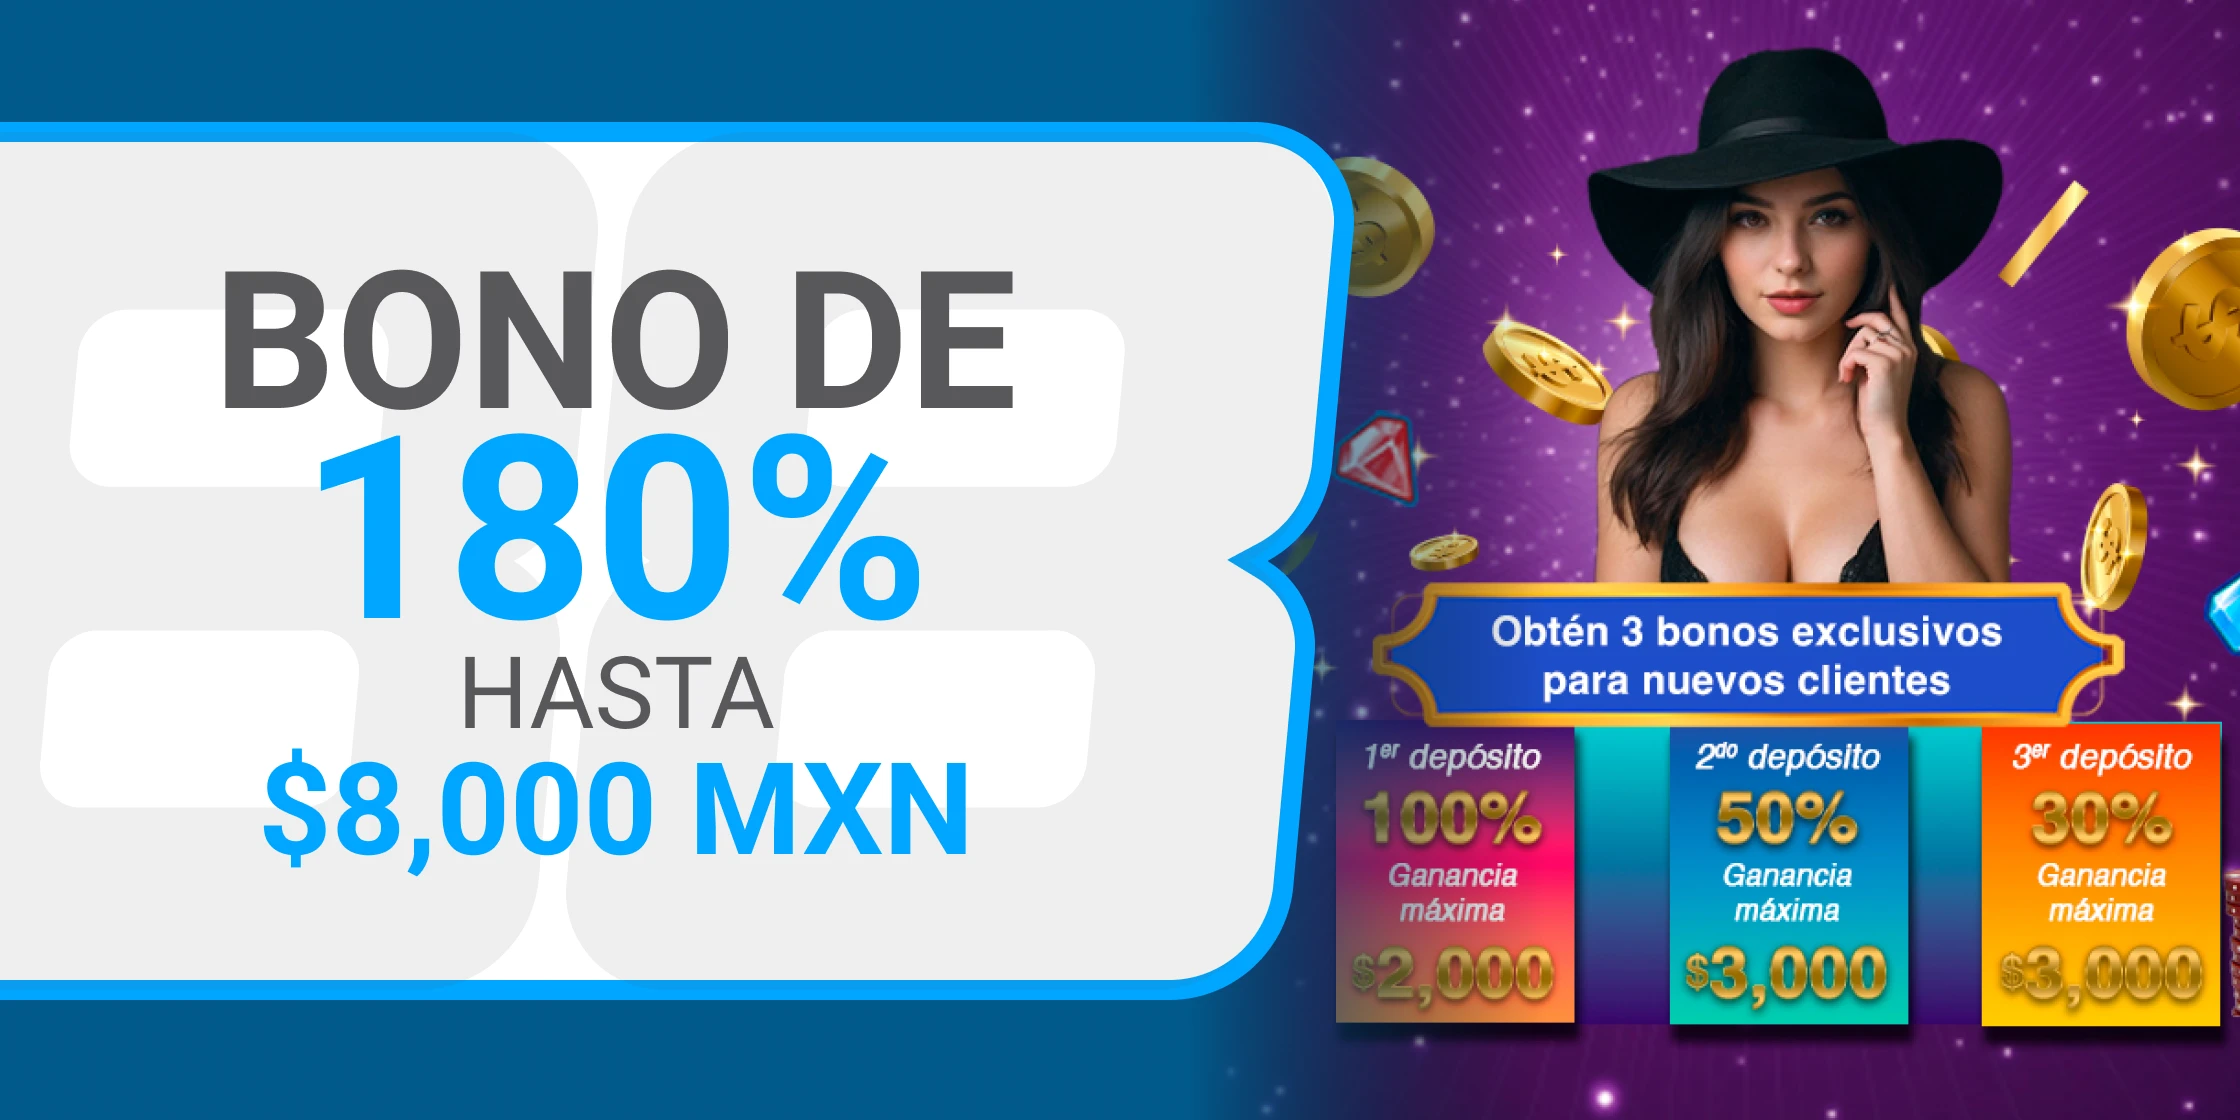 BONO DE
180%
HASTA
$8,000 MXN
Obtén 3 bonos exclusivos
para nuevos clientes
1er depósito
100%
Ganancia
máxima
$2,000
2do depósito
50%
Ganancia
máxima
$3,000
3er depósito
30%
Ganancia
máxima
$3,000